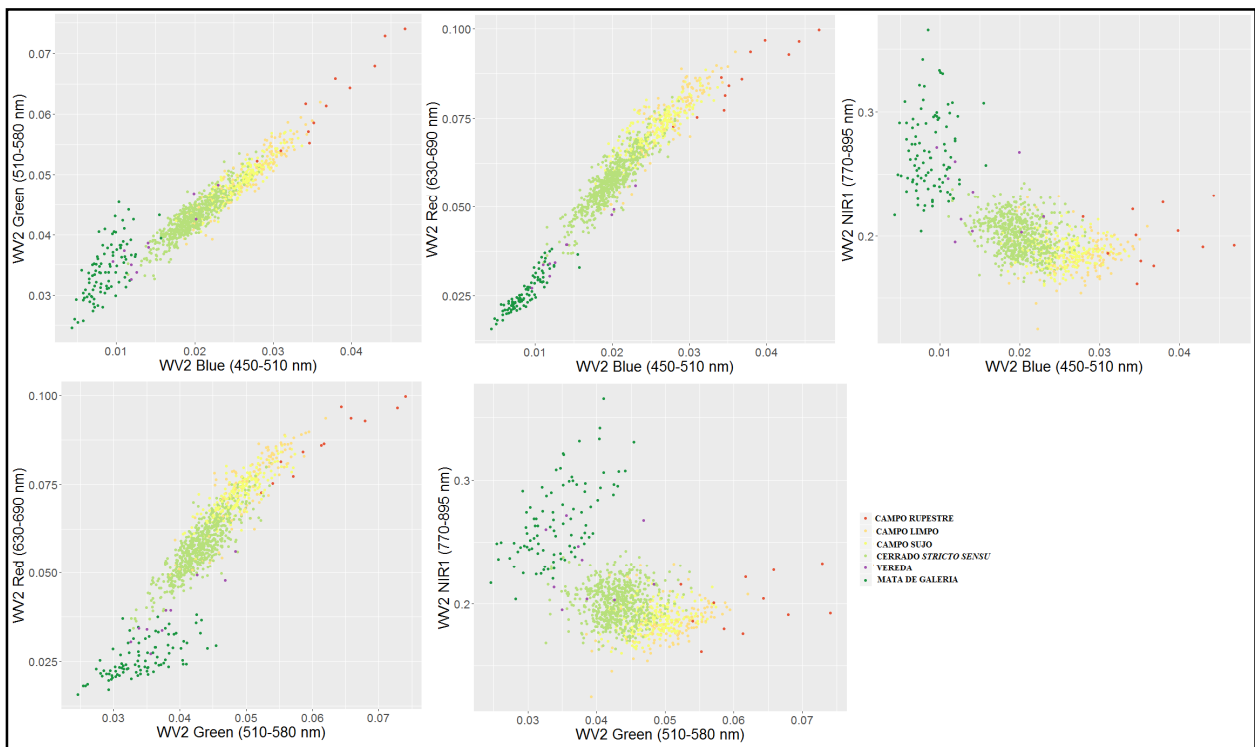 0.07
0.06
0.05
0.04
0.03
WV2 Green (510-580 nm)
0.01 0.02 0.03 0.04
WV2 Blue (450-510 nm)
0.100
0.075
0.050
0.025
WV2 Rec (630-690 nm)
0.01 0.02 0.03 0.04
WV2 Blue (450-510 nm)
0.3
0.2
WV2 NIR1 (770-895 nm)
0.01 0.02 0.03 0.04
WV2 Blue (450-510 nm)
0.100
0.075
0.050
0.025
WV2 Red (630-690 nm)
0.03 0.04 0.05 0.06 0.07
WV2 Green (510-580 nm)
0.3
0.2
WV2 NIR1 (770-895 nm)
0.03 0.04 0.05 0.06 0.07
WV2 Green (510-580 nm)
CAMPO RUPESTRE
CAMPO LIMPO
CAMPO SUJO
CERRADO STRICTO SENSU
VEREDA
MATA DE GALERIA